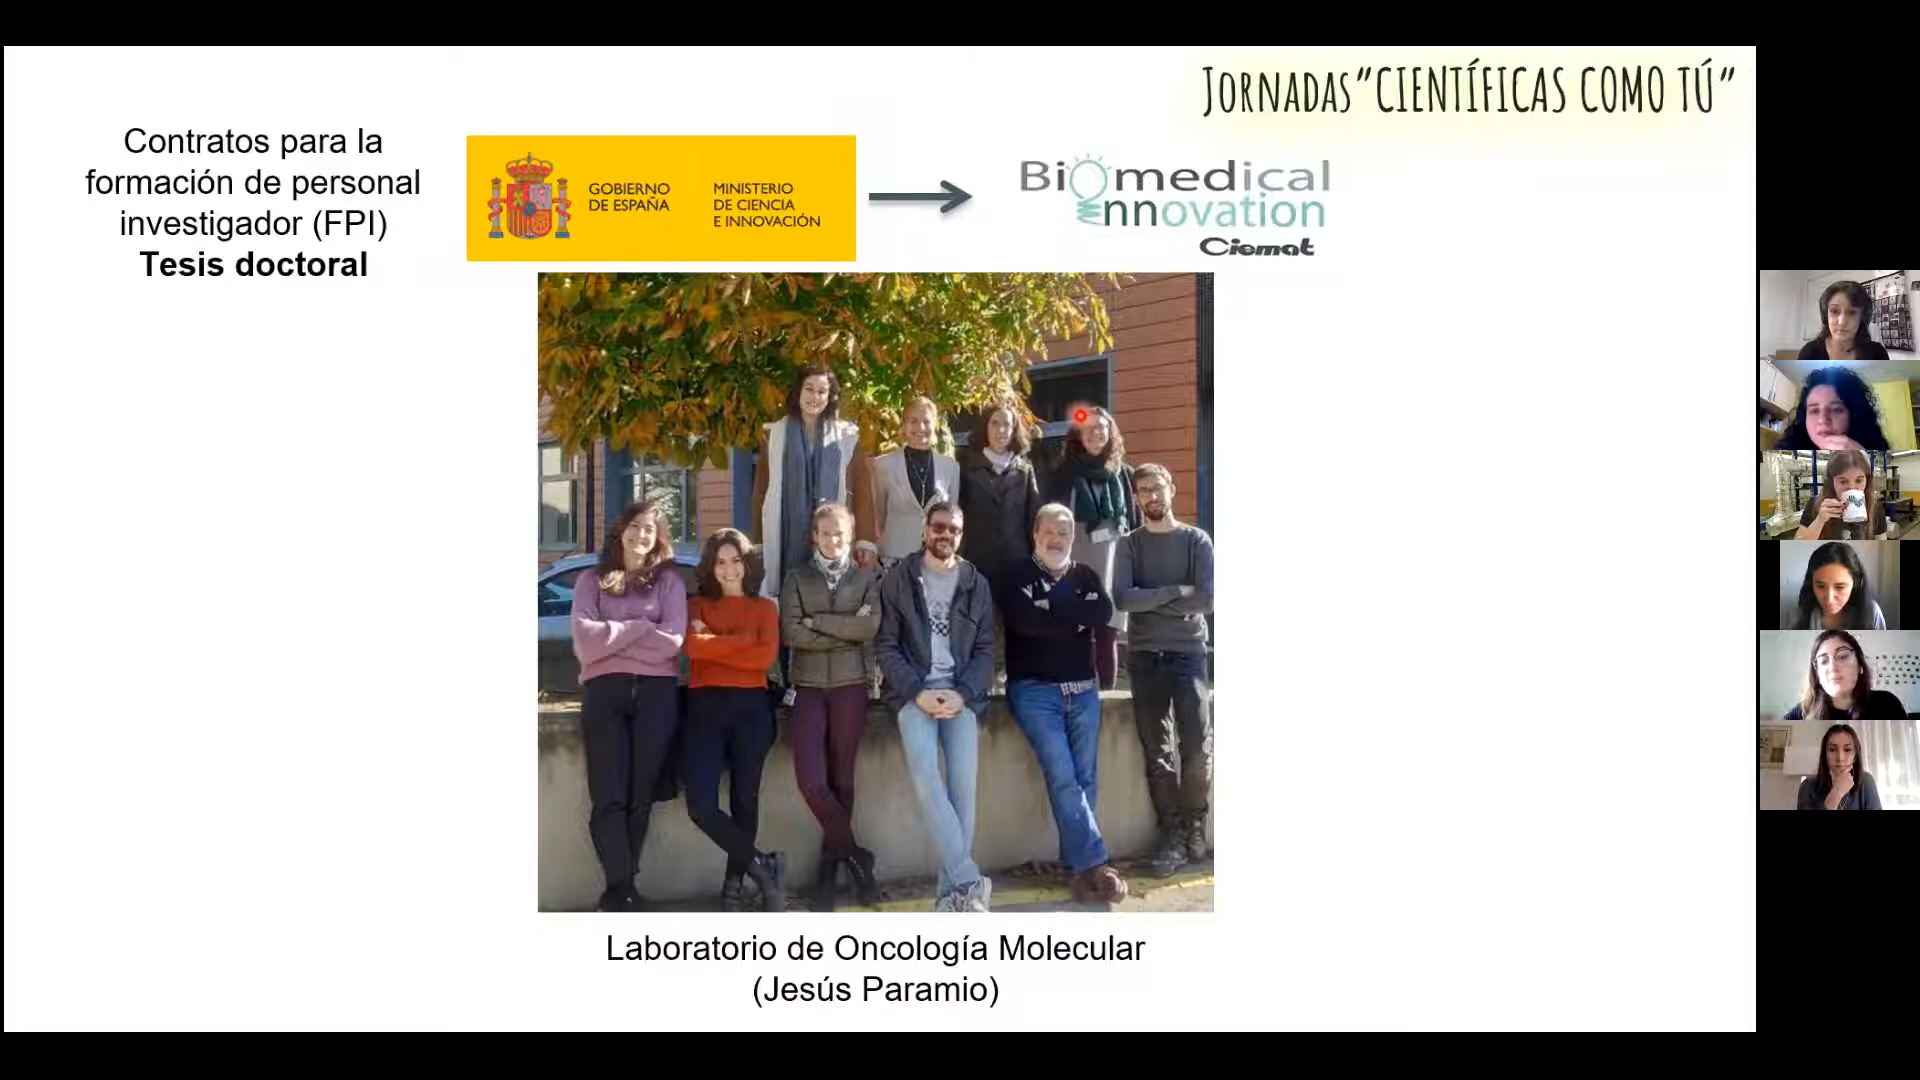 JORNADAS "CIENTÍFICAS COMO TÚ"
Contratos para la
formación de personal
investigador (FPI)
Tesis doctoral
GOBIERNO
DE ESPAÑA
MINISTERIO
DE CIENCIA
E INNOVACIÓN
Biomedical
Innovation
Ciemat
Laboratorio de Oncología Molecular
(Jesús Paramio)